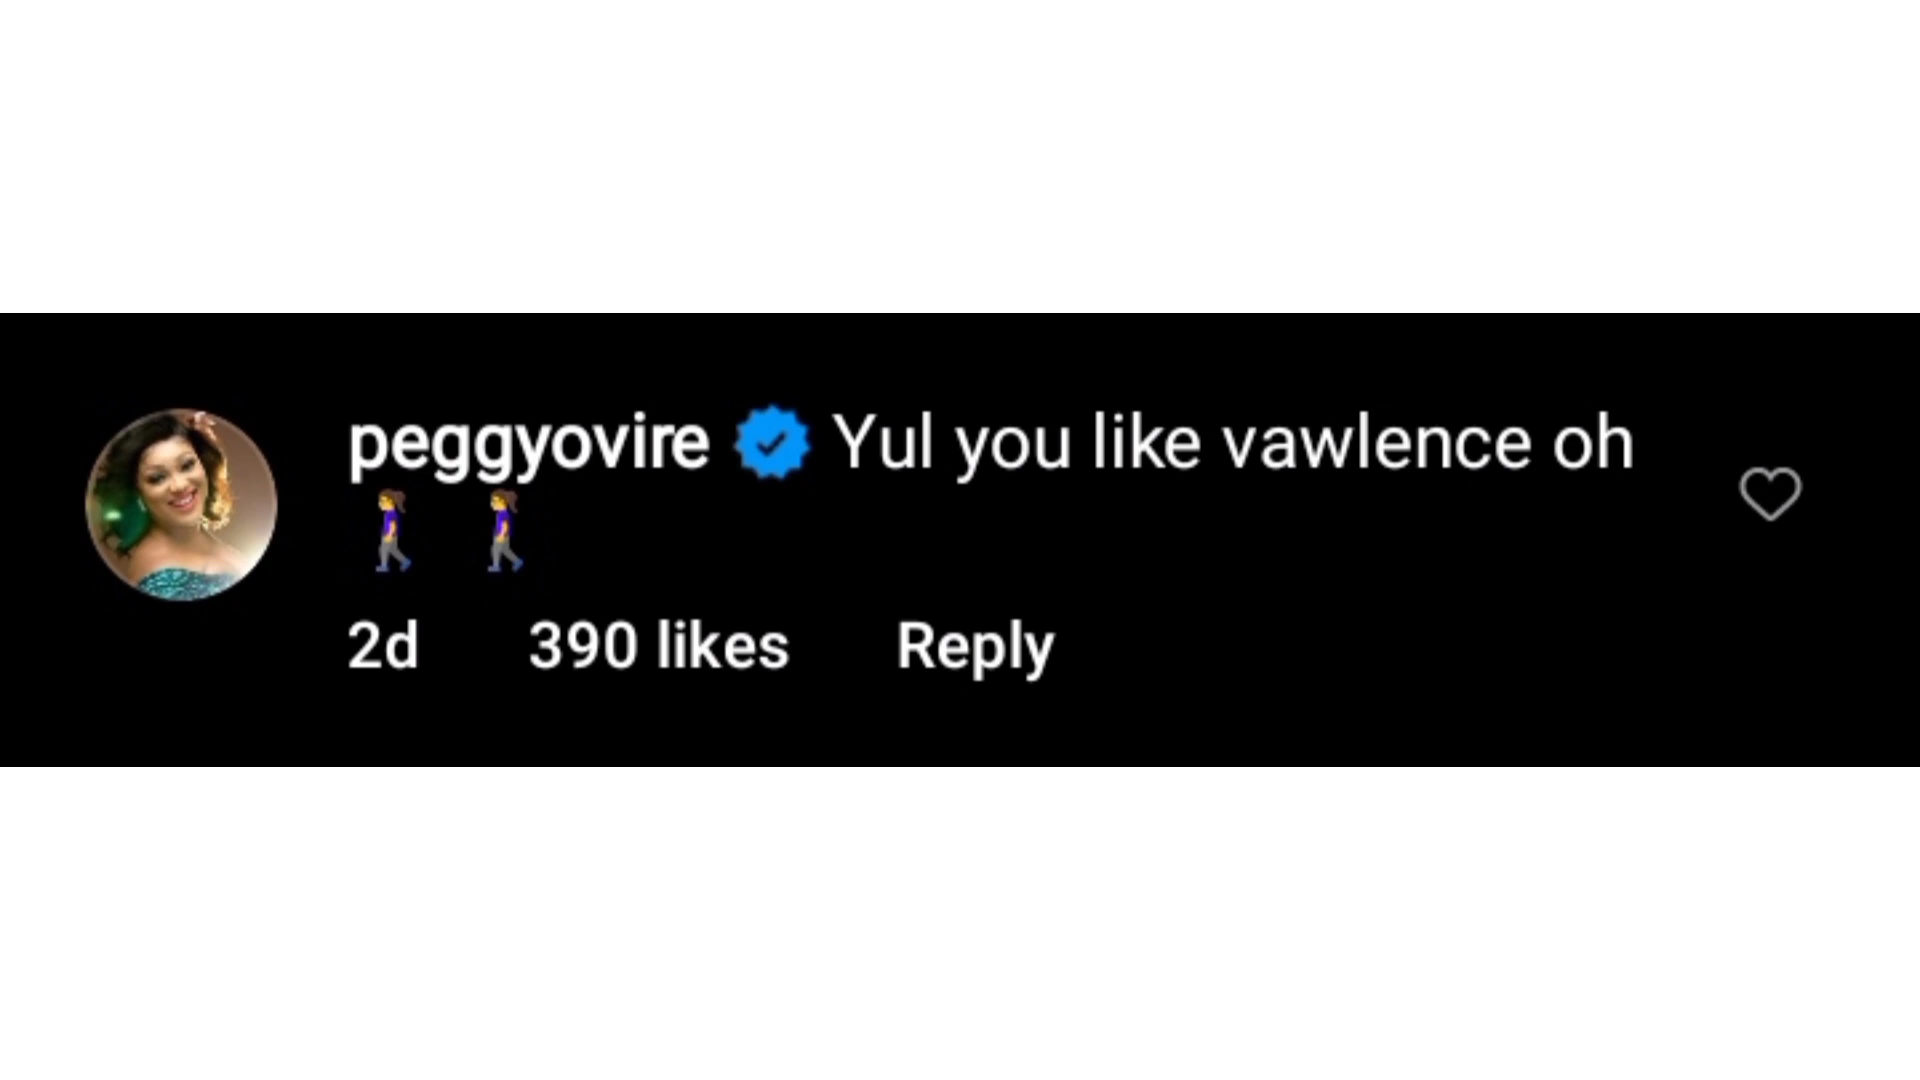 peggyovire Yul you like vawlence oh
🚶‍♀️ 🚶‍♀️
2d 390 likes Reply